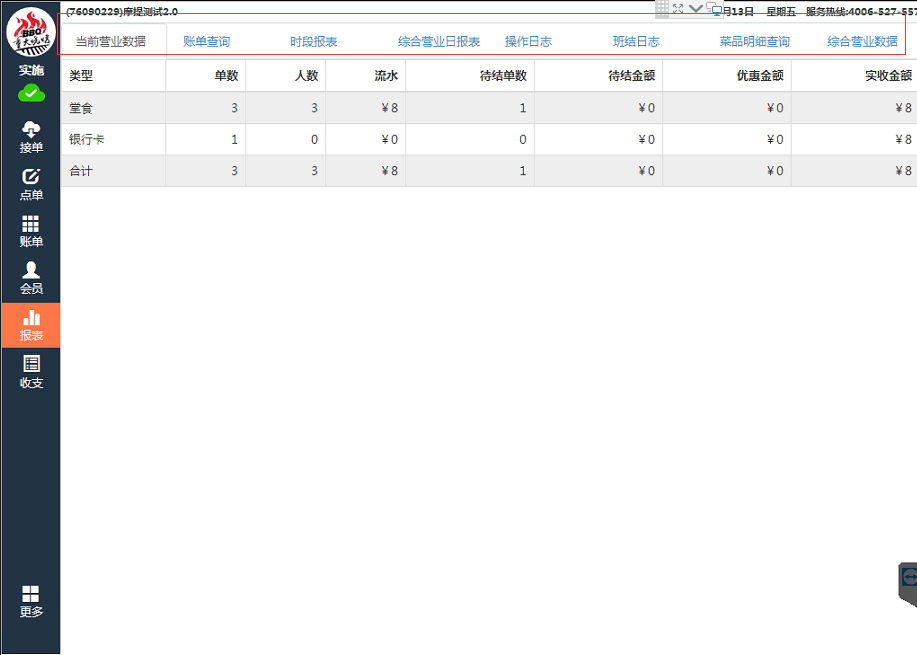 (76090229)摩提测试2.0 月13日 星期五 服务热线:4006-527-557
当前营业数据 账单查询 时段报表 综合营业日报表 操作日志 班结日志 菜品明细查询 综合营业数据
BBQ
实施
接单
点单
账单
会员
报表
收支
更多
类型 单数 人数 流水 待结单数 待结金额 优惠金额 实收金额
堂食 3 3 ¥8 1 ¥0 ¥0 ¥8
银行卡 1 0 ¥0 0 ¥0 ¥0 ¥8
合计 3 3 ¥8 1 ¥0 ¥0 ¥8